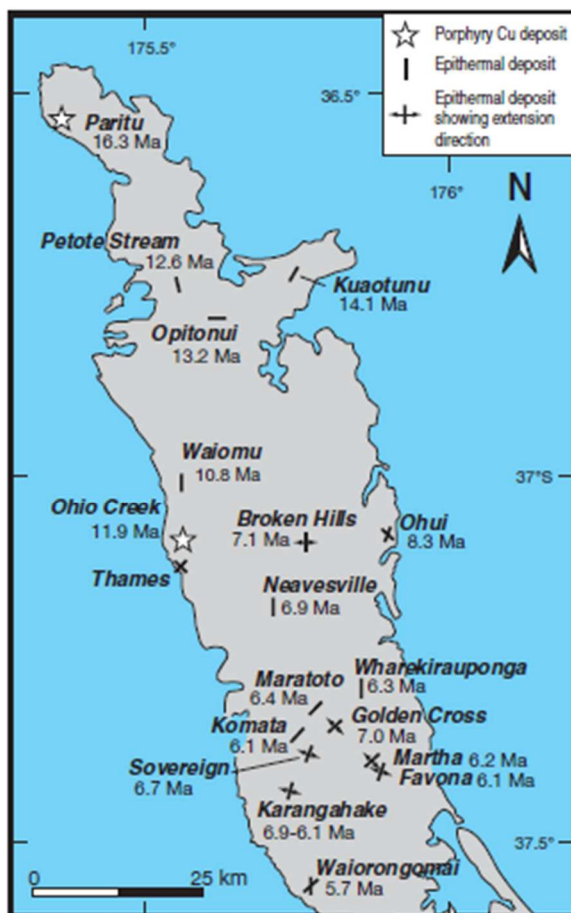 175.5°
Porphyry Cu deposit
Epithermal deposit
Epithermal deposit
showing extension
direction
36.5°
176°
N
Paritu
16.3 Ma
Petote Stream
12.6 Ma
Kuaotunu
14.1 Ma
Opitonui
13.2 Ma
Waiomu
10.8 Ma
37°S
Ohio Creek
11.9 Ma
Broken Hills
7.1 Ma
Ohui
8.3 Ma
Thames
Neavesville
6.9 Ma
Wharekirauponga
6.3 Ma
Maratoto
6.4 Ma
Golden Cross
7.0 Ma
Komata
6.1 Ma
Martha 6.2 Ma
Favona 6.1 Ma
Sovereign
6.7 Ma
Karangahake
6.9-6.1 Ma
37.5°
Waiorongomai
5.7 Ma
0 25 km